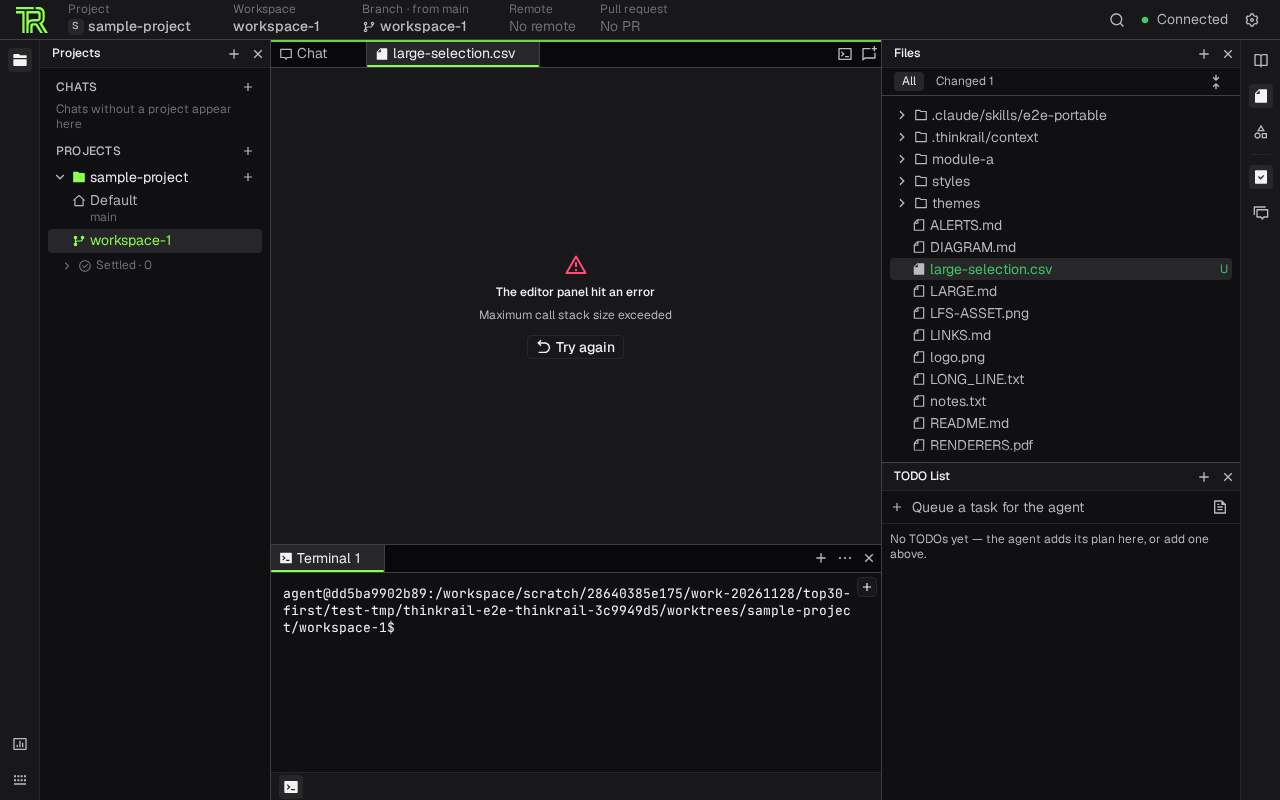 TR
Project
S sample-project
Workspace
workspace-1
Branch · from main
workspace-1
Remote
No remote
Pull request
No PR
Connected
Projects
CHATS
Chats without a project appear
here
PROJECTS
sample-project
Default
main
workspace-1
Settled · 0
Chat
large-selection.csv
The editor panel hit an error
Maximum call stack size exceeded
Try again
Terminal 1
agent@dd5ba9902b89:/workspace/scratch/28640385e175/work-20261128/top30-
first/test-tmp/thinkrail-e2e-thinkrail-3c9949d5/worktrees/sample-projec
t/workspace-1$
Files
All
Changed 1
.claude/skills/e2e-portable
.thinkrail/context
module-a
styles
themes
ALERTS.md
DIAGRAM.md
large-selection.csv U
LARGE.md
LFS-ASSET.png
LINKS.md
logo.png
LONG_LINE.txt
notes.txt
README.md
RENDERERS.pdf
TODO List
Queue a task for the agent
No TODOs yet — the agent adds its plan here, or add one
above.